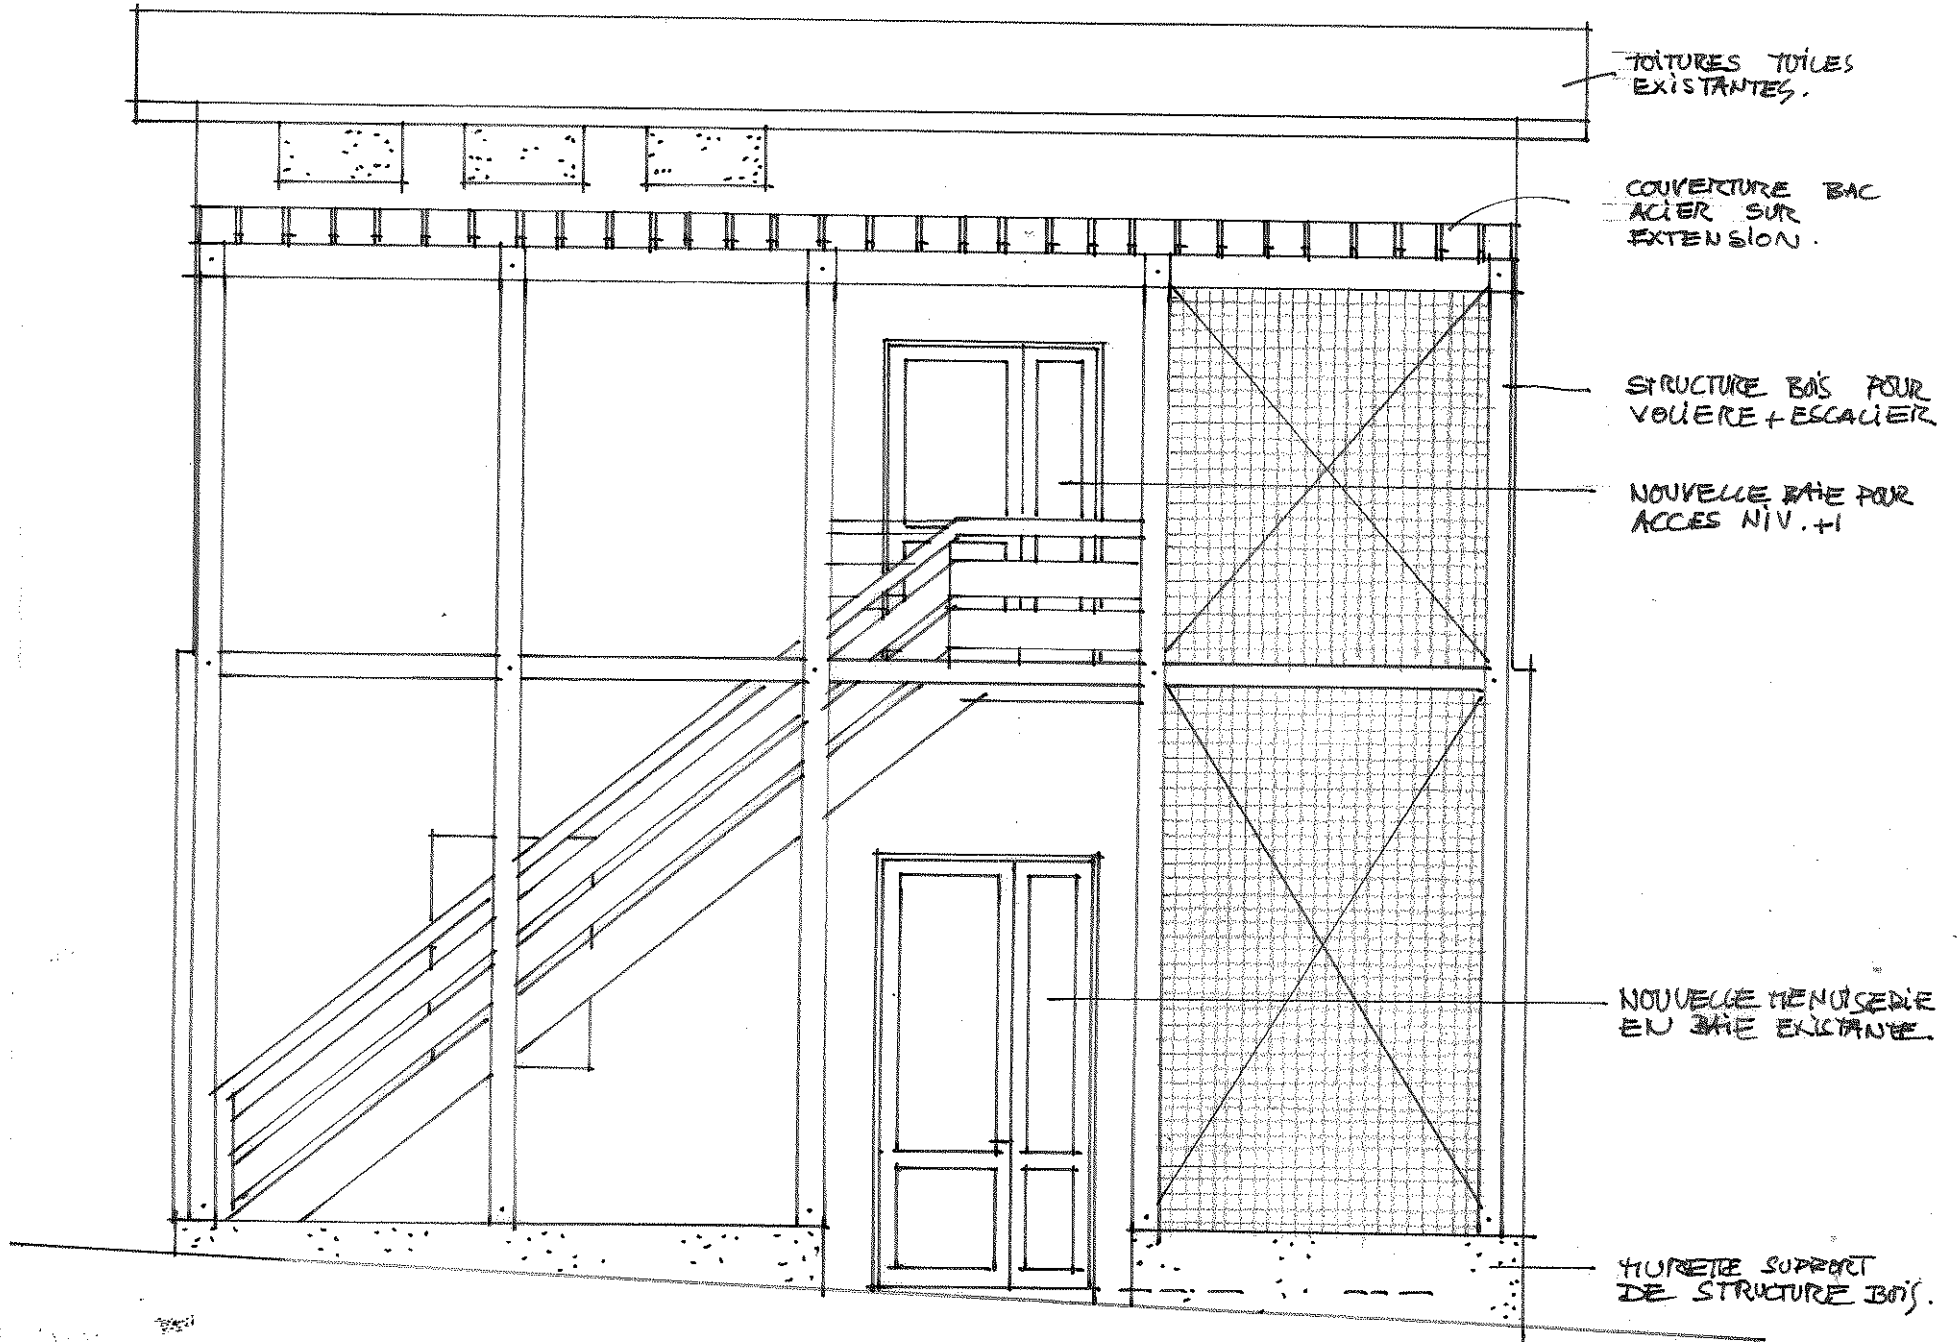 TOITURES TUILES
EXISTANTES.
COUVERTURE BAC
ACIER SUR
EXTENSION.
STRUCTURE BOIS POUR
VOLIERE + ESCALIER
NOUVELLE BAIE POUR
ACCES NIV. +1
NOUVELLE MENUISERIE
EN BAIE EXISTANTE.
MURETTE SUPPORT
DE STRUCTURE BOIS.